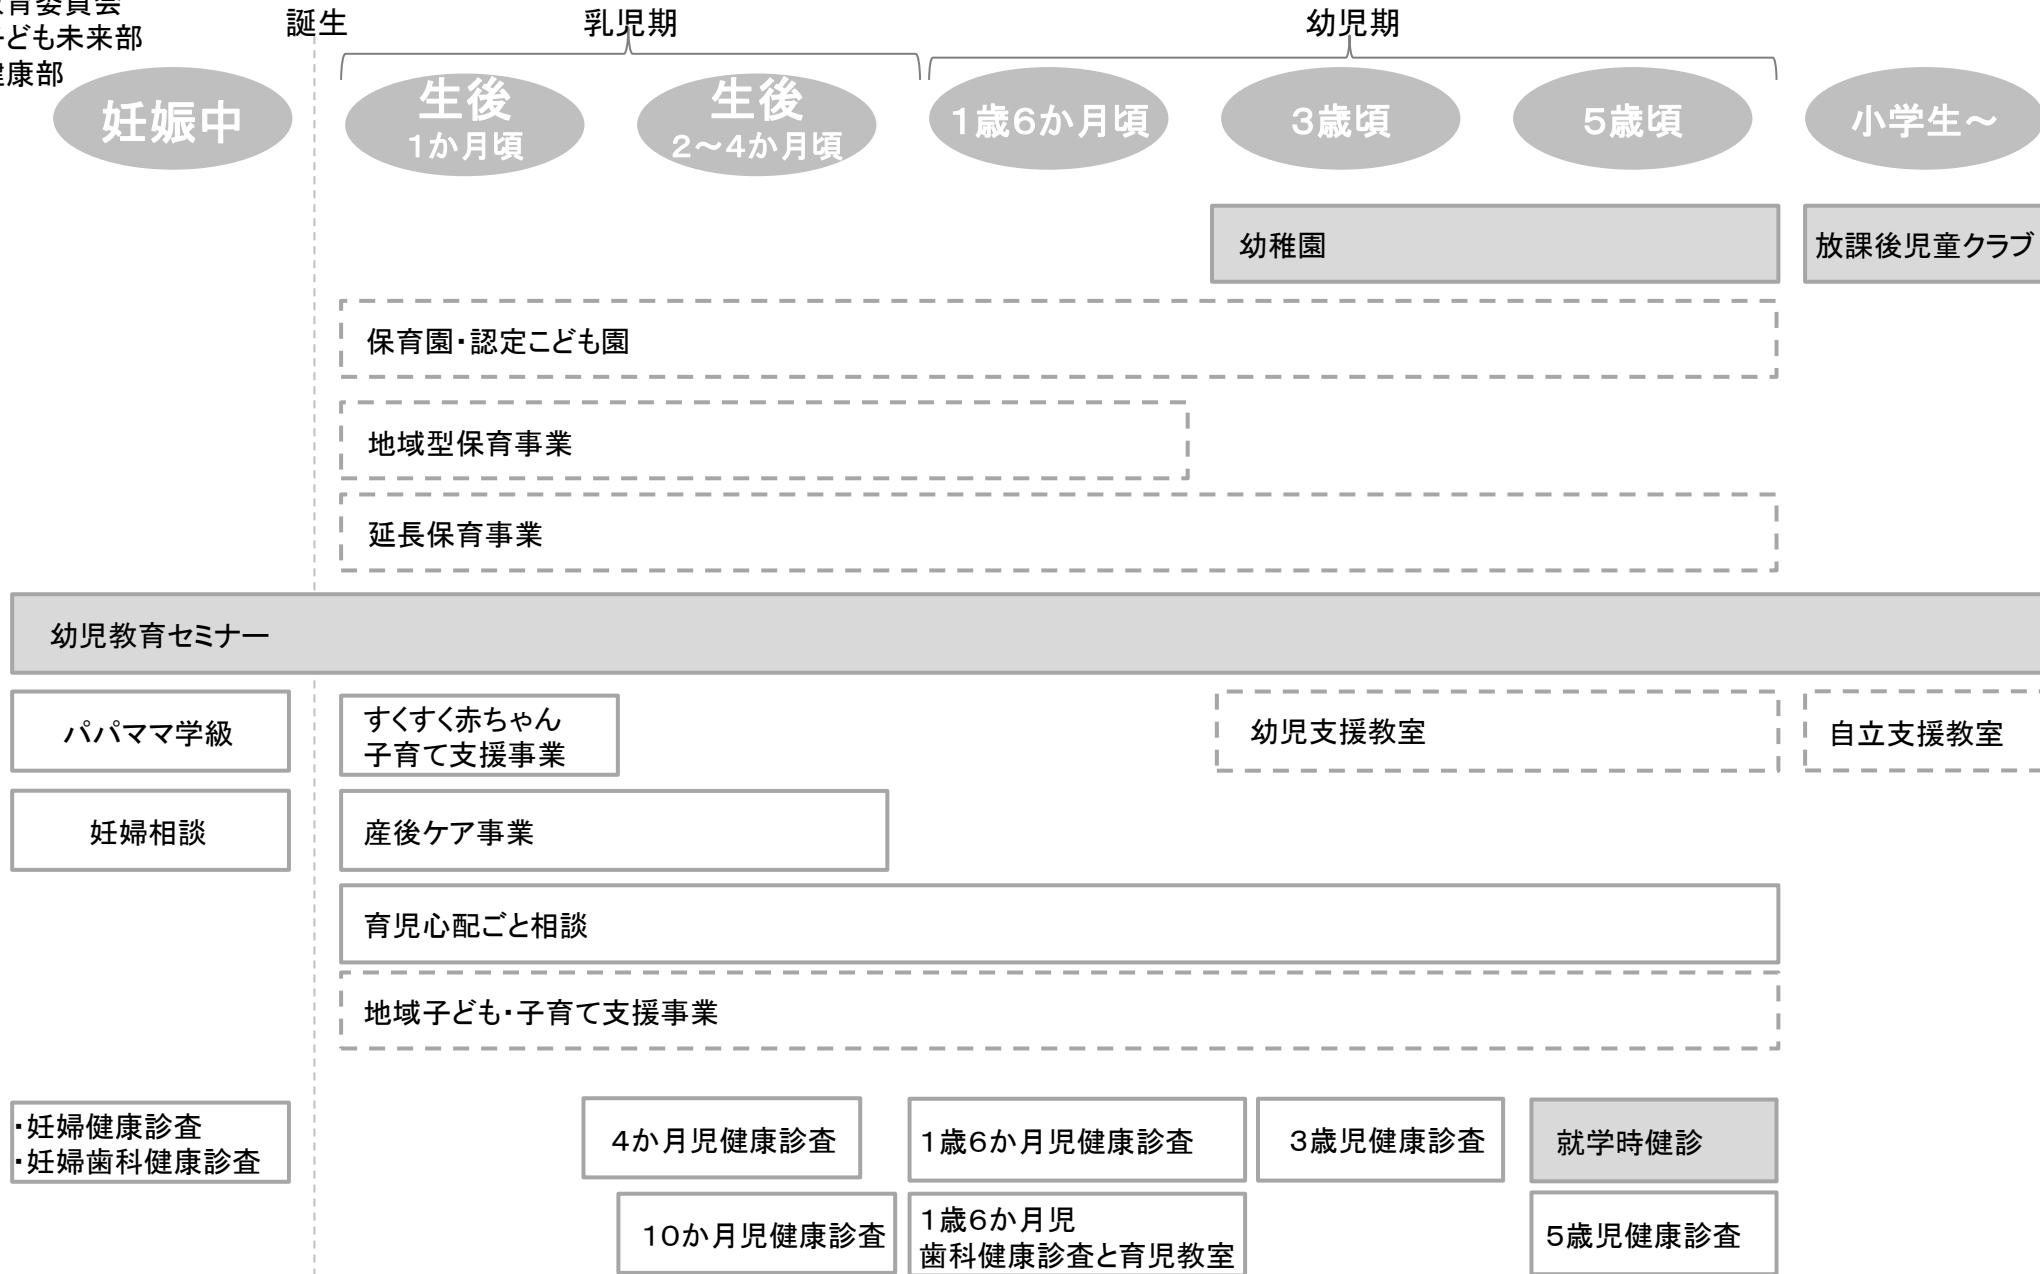 育委員会
ども未来部
康部
誕生
乳児期
幼児期
妊娠中
生後
1か月頃
生後
2～4か月頃
1歳6か月頃
3歳頃
5歳頃
小学生～
幼稚園
放課後児童クラブ
保育園・認定こども園
地域型保育事業
延長保育事業
幼児教育セミナー
パパママ学級
すくすく赤ちゃん
子育て支援事業
幼児支援教室
自立支援教室
妊婦相談
産後ケア事業
育児心配ごと相談
地域子ども・子育て支援事業
・妊婦健康診査
・妊婦歯科健康診査
4か月児健康診査
1歳6か月児健康診査
3歳児健康診査
就学時健診
10か月児健康診査
1歳6か月児
歯科健康診査と育児教室
5歳児健康診査